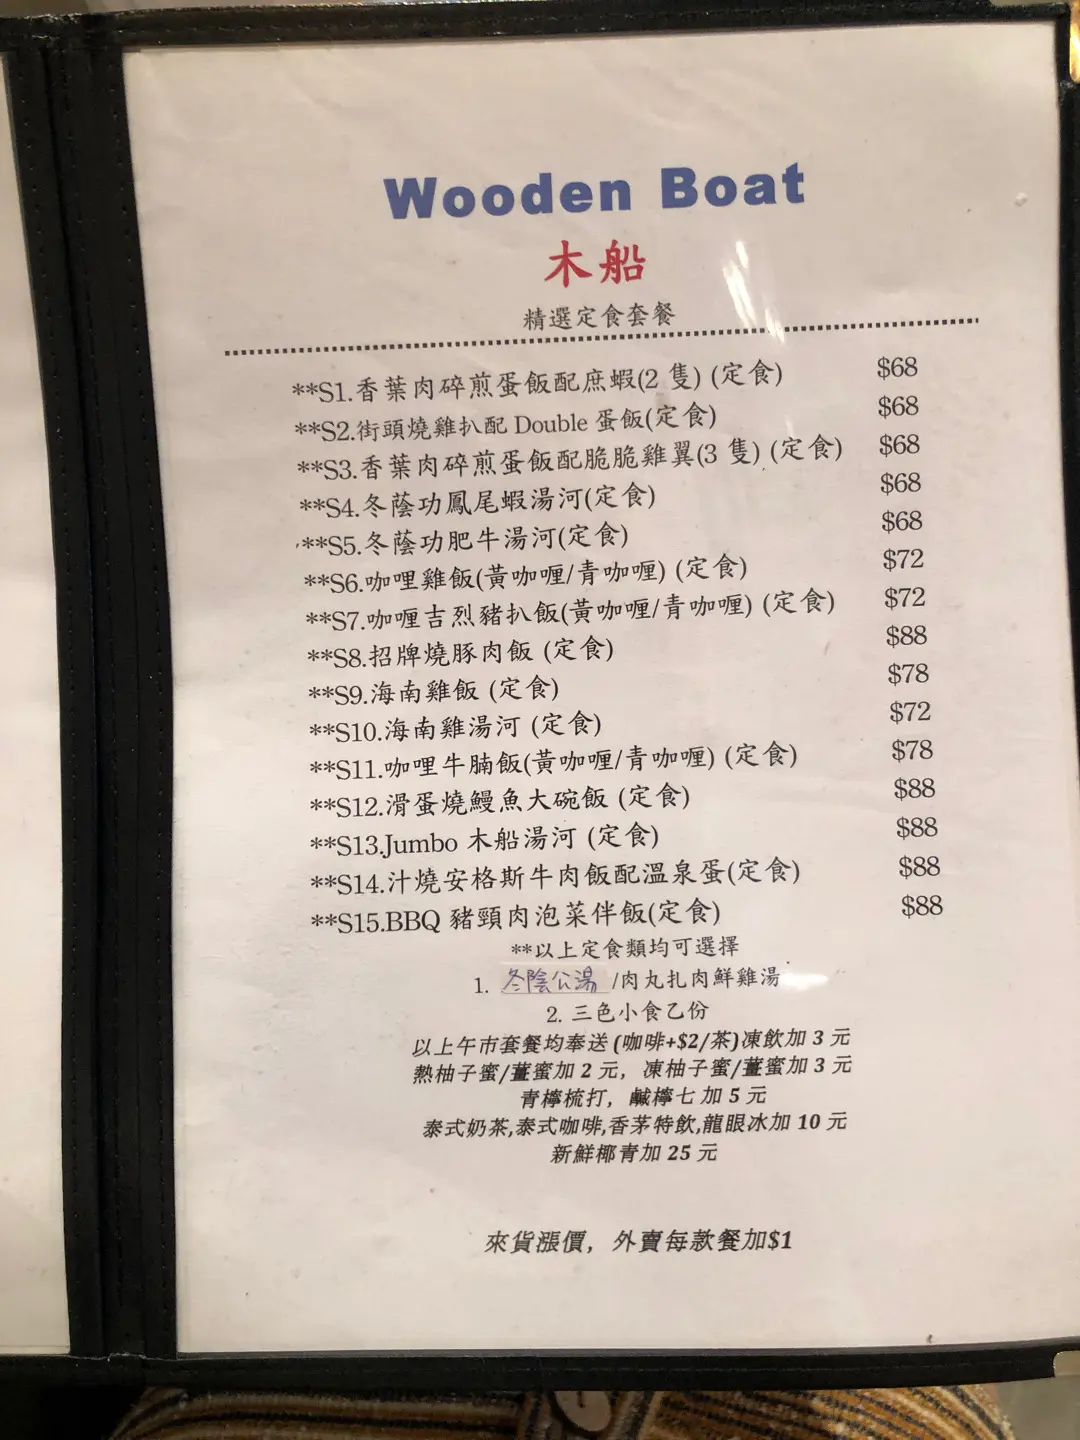 Wooden Boat
木船
精選定食套餐
**S1.香葉肉碎煎蛋飯配庶蝦(2 隻) (定食) $68
**S2.街頭燒雞扒配 Double 蛋飯(定食) $68
**S3.香葉肉碎煎蛋飯配脆脆雞翼(3 隻) (定食) $68
**S4.冬蔭功鳳尾蝦湯河(定食) $68
**S5.冬蔭功肥牛湯河(定食) $68
**S6.咖哩雞飯(黃咖喱/青咖喱) (定食) $72
**S7.咖喱吉烈豬扒飯(黃咖喱/青咖喱) (定食) $72
**S8.招牌燒豚肉飯 (定食) $88
**S9.海南雞飯 (定食) $78
**S10.海南雞湯河 (定食) $72
**S11.咖哩牛腩飯(黃咖喱/青咖喱) (定食) $78
**S12.滑蛋燒鰻魚大碗飯 (定食) $88
**S13.Jumbo 木船湯河 (定食) $88
**S14.汁燒安格斯牛肉飯配溫泉蛋(定食) $88
**S15.BBQ 豬頸肉泡菜伴飯(定食) $88
**以上定食類均可選擇
1. 冬陰公湯 /肉丸扎肉鮮雞湯
2. 三色小食乙份
以上午市套餐均奉送 (咖啡+$2/茶)凍飲加 3 元
熱柚子蜜/薑蜜加 2 元，凍柚子蜜/薑蜜加 3 元
青檸梳打，鹹檸七 加 5 元
泰式奶茶,泰式咖啡,香茅特飲,龍眼冰加 10 元
新鮮椰青加 25 元
來貨漲價，外賣每款餐加$1